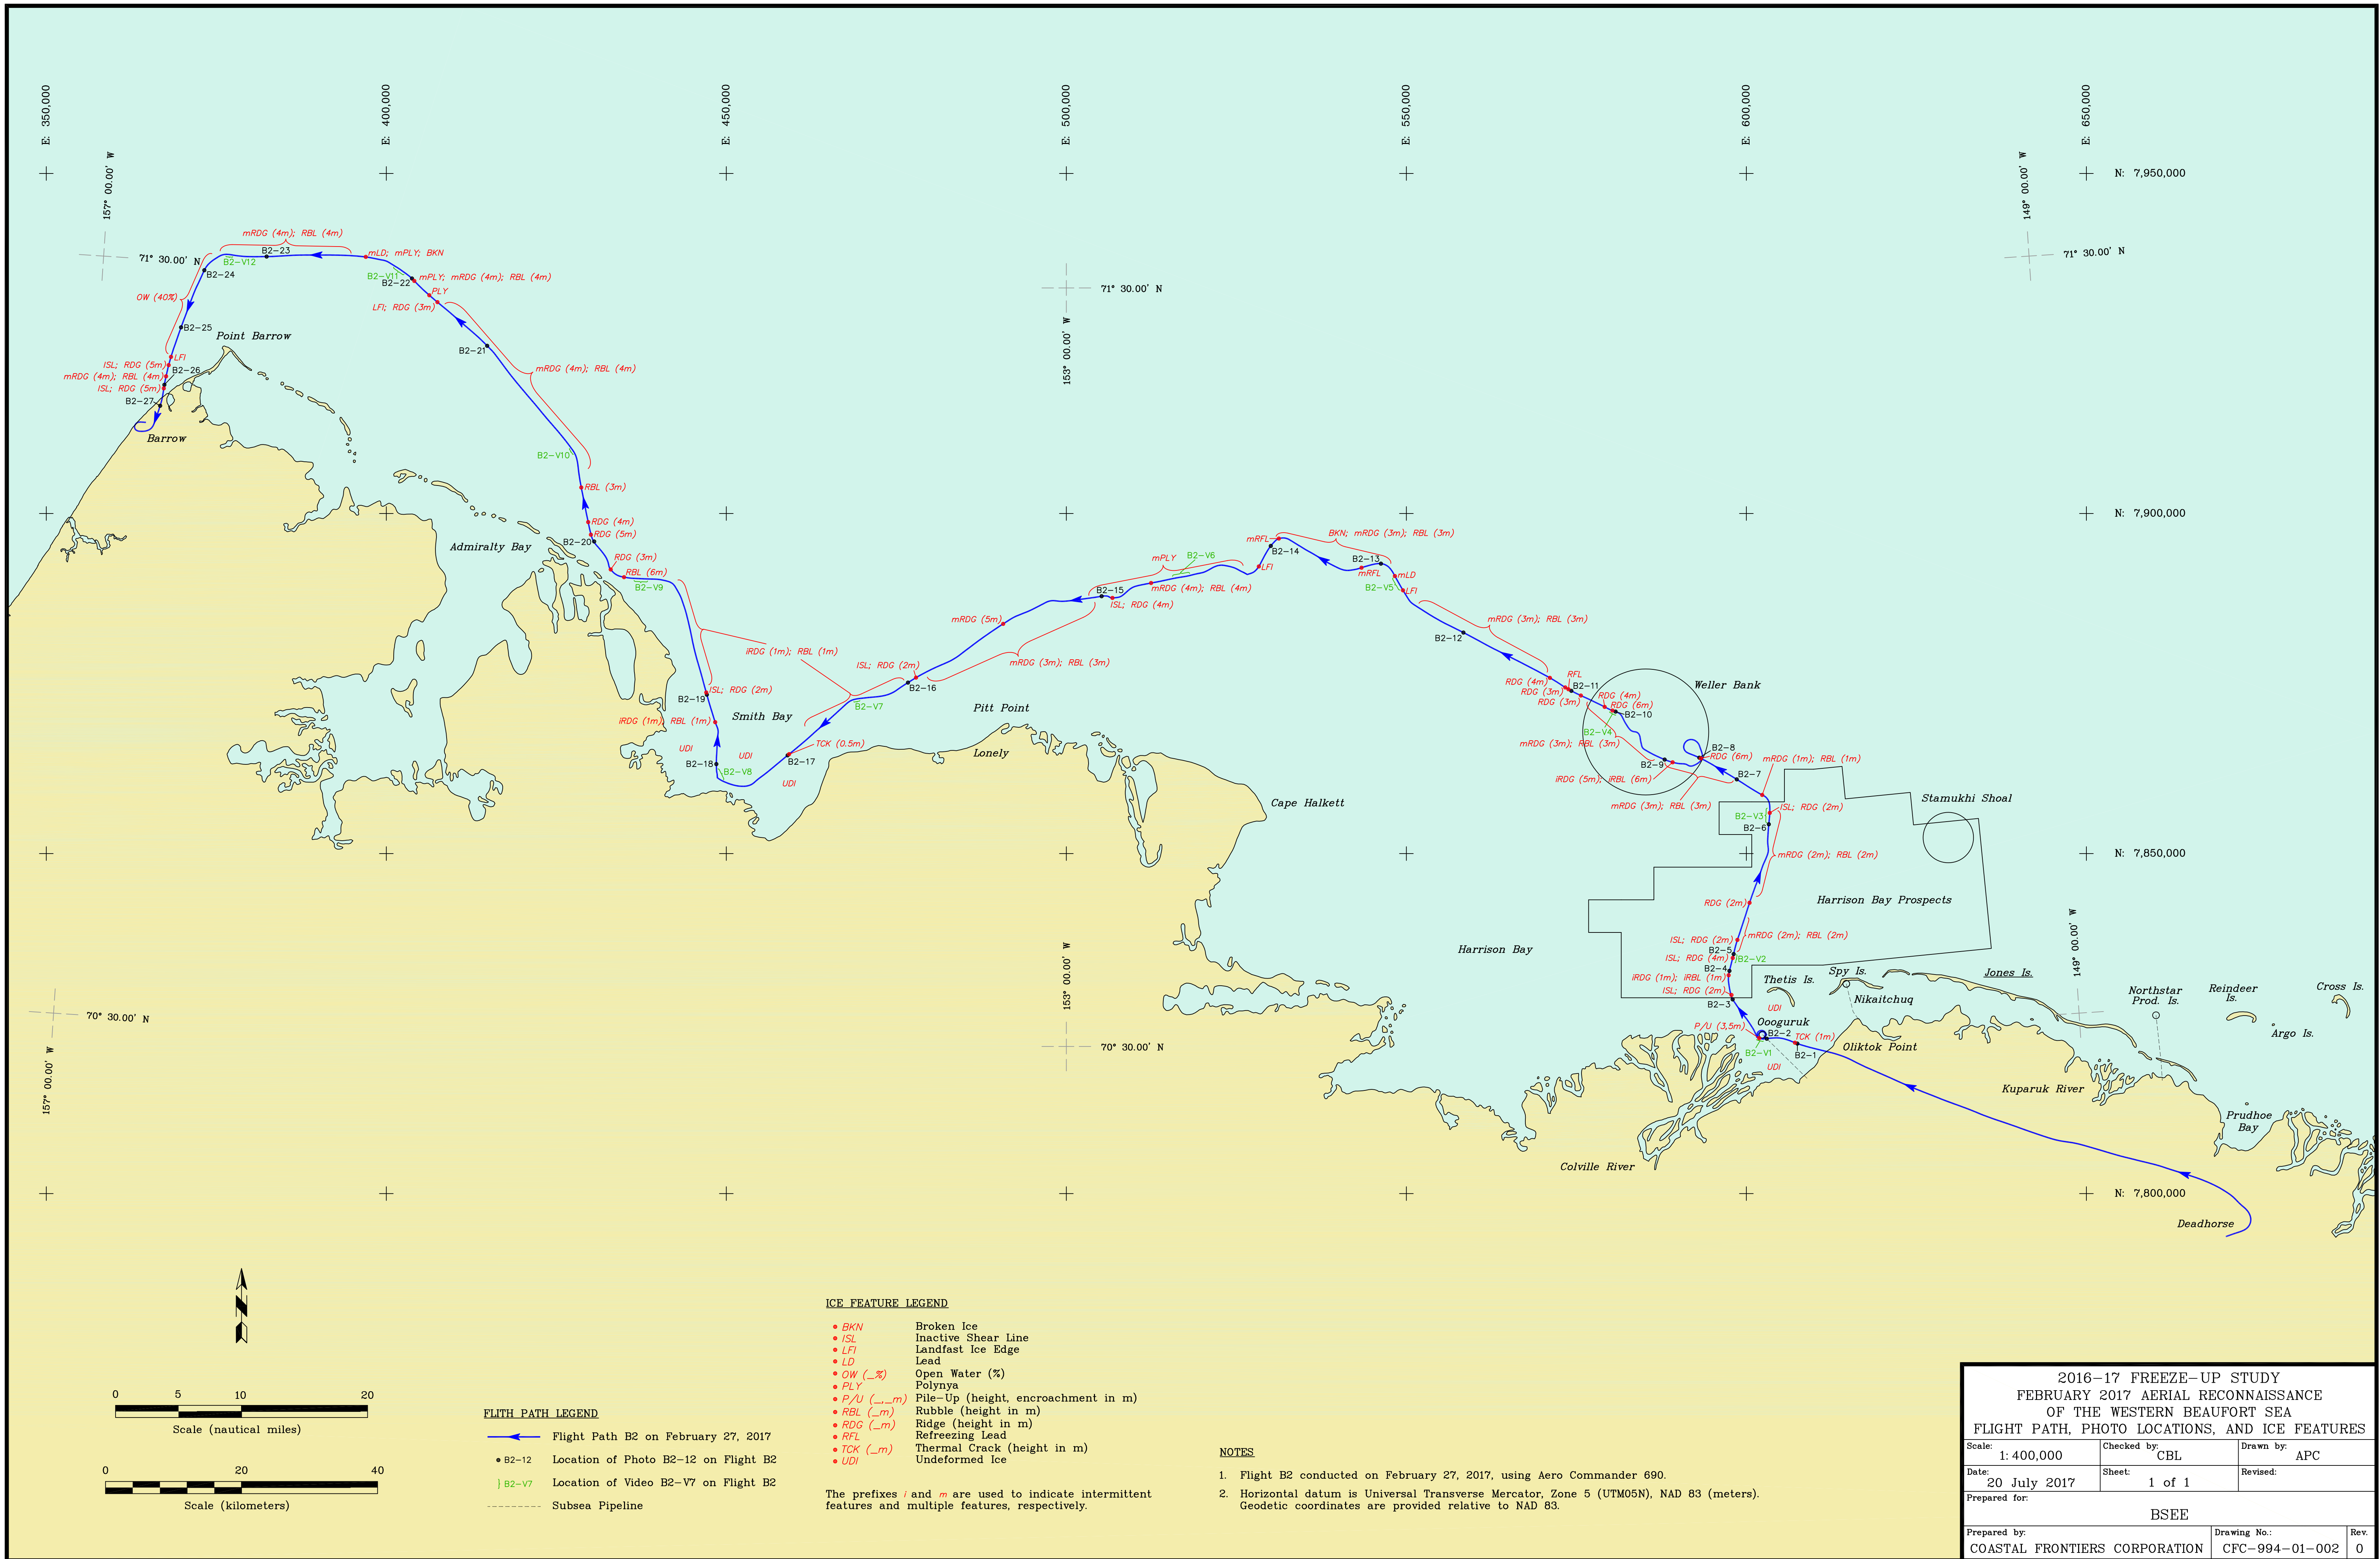 E: 350,000
E: 400,000
E: 450,000
E: 500,000
E: 550,000
E: 600,000
E: 650,000
N: 7,950,000
N: 7,900,000
N: 7,850,000
N: 7,800,000
157° 00.00' W
71° 30.00' N
153° 00.00' W
71° 30.00' N
149° 00.00' W
71° 30.00' N
157° 00.00' W
70° 30.00' N
153° 00.00' W
70° 30.00' N
149° 00.00' W
mRDG (4m); RBL (4m)
B2-23
B2-V12
B2-24
mLD; mPLY; BKN
B2-V11
B2-22
mPLY; mRDG (4m); RBL (4m)
PLY
LFI; RDG (3m)
OW (40%)
B2-25
Point Barrow
B2-21
LFI
ISL; RDG (5m)
B2-26
mRDG (4m); RBL (4m)
ISL; RDG (5m)
B2-27
Barrow
mRDG (4m); RBL (4m)
B2-V10
RBL (3m)
RDG (4m)
RDG (5m)
B2-20
Admiralty Bay
RDG (3m)
RBL (6m)
B2-V9
iRDG (1m); RBL (1m)
ISL; RDG (2m)
B2-19
iRDG (1m); RBL (1m)
Smith Bay
UDI
UDI
UDI
B2-18
B2-V8
TCK (0.5m)
B2-17
B2-V7
ISL; RDG (2m)
B2-16
mRDG (5m)
mRDG (3m); RBL (3m)
Pitt Point
Lonely
B2-15
ISL; RDG (4m)
mPLY
B2-V6
mRDG (4m); RBL (4m)
LFI
mRFL
B2-14
BKN; mRDG (3m); RBL (3m)
B2-13
mRFL
mLD
B2-V5
LFI
mRDG (3m); RBL (3m)
B2-12
RFL
RDG (4m)
B2-11
RDG (3m)
RDG (3m)
RDG (4m)
RDG (6m)
B2-10
B2-V4
Weller Bank
mRDG (3m); RBL (3m)
B2-8
RDG (6m)
B2-9
iRDG (5m); iRBL (6m)
B2-7
mRDG (1m); RBL (1m)
mRDG (3m); RBL (3m)
Cape Halkett
Stamukhi Shoal
ISL; RDG (2m)
B2-V3
B2-6
mRDG (2m); RBL (2m)
RDG (2m)
Harrison Bay Prospects
Harrison Bay
mRDG (2m); RBL (2m)
ISL; RDG (2m)
B2-5
ISL; RDG (4m)
B2-V2
B2-4
iRDG (1m); iRBL (1m)
ISL; RDG (2m)
B2-3
Thetis Is.
Spy Is.
Jones Is.
Nikaitchuq
UDI
Oooguruk
P/U (3,5m)
B2-2
TCK (1m)
B2-V1
B2-1
UDI
Oliktok Point
Northstar
Prod. Is.
Reindeer
Is.
Cross Is.
Argo Is.
Kuparuk River
Prudhoe
Bay
Colville River
Deadhorse
0 5 10 20
Scale (nautical miles)
0 20 40
Scale (kilometers)
FLITH PATH LEGEND
Flight Path B2 on February 27, 2017
B2-12 Location of Photo B2-12 on Flight B2
B2-V7 Location of Video B2-V7 on Flight B2
Subsea Pipeline
ICE FEATURE LEGEND
BKN Broken Ice
ISL Inactive Shear Line
LFI Landfast Ice Edge
LD Lead
OW (_%) Open Water (%)
PLY Polynya
P/U (_,_m) Pile-Up (height, encroachment in m)
RBL (_m) Rubble (height in m)
RDG (_m) Ridge (height in m)
RFL Refreezing Lead
TCK (_m) Thermal Crack (height in m)
UDI Undeformed Ice
The prefixes i and m are used to indicate intermittent
features and multiple features, respectively.
NOTES
1. Flight B2 conducted on February 27, 2017, using Aero Commander 690.
2. Horizontal datum is Universal Transverse Mercator, Zone 5 (UTM05N), NAD 83 (meters).
Geodetic coordinates are provided relative to NAD 83.
2016-17 FREEZE-UP STUDY
FEBRUARY 2017 AERIAL RECONNAISSANCE
OF THE WESTERN BEAUFORT SEA
FLIGHT PATH, PHOTO LOCATIONS, AND ICE FEATURES
Scale: 1: 400,000 Checked by: CBL Drawn by: APC
Date: 20 July 2017 Sheet: 1 of 1 Revised:
Prepared for:
BSEE
Prepared by: Drawing No.: Rev.
COASTAL FRONTIERS CORPORATION CFC-994-01-002 0